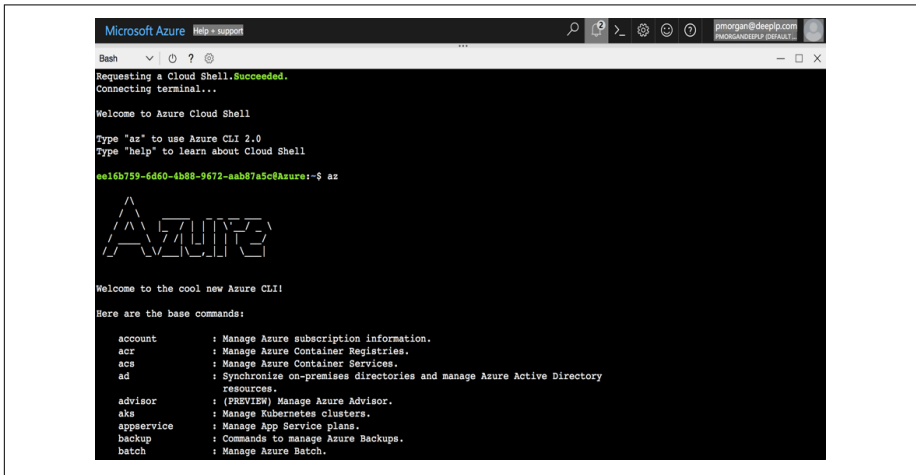 Microsoft Azure Help + support
2
pmorgan@deeplp.com
PMORGANDEEPLP (DEFAULT...
Bash
Requesting a Cloud Shell.Succeeded.
Connecting terminal...
Welcome to Azure Cloud Shell
Type "az" to use Azure CLI 2.0
Type "help" to learn about Cloud Shell
ee16b759-6d60-4b88-9672-aab87a5c@Azure:~$ az
Azure
Welcome to the cool new Azure CLI!
Here are the base commands:
account : Manage Azure subscription information.
acr : Manage Azure Container Registries.
acs : Manage Azure Container Services.
ad : Synchronize on-premises directories and manage Azure Active Directory
resources.
advisor : (PREVIEW) Manage Azure Advisor.
aks : Manage Kubernetes clusters.
appservice : Manage App Service plans.
backup : Commands to manage Azure Backups.
batch : Manage Azure Batch.